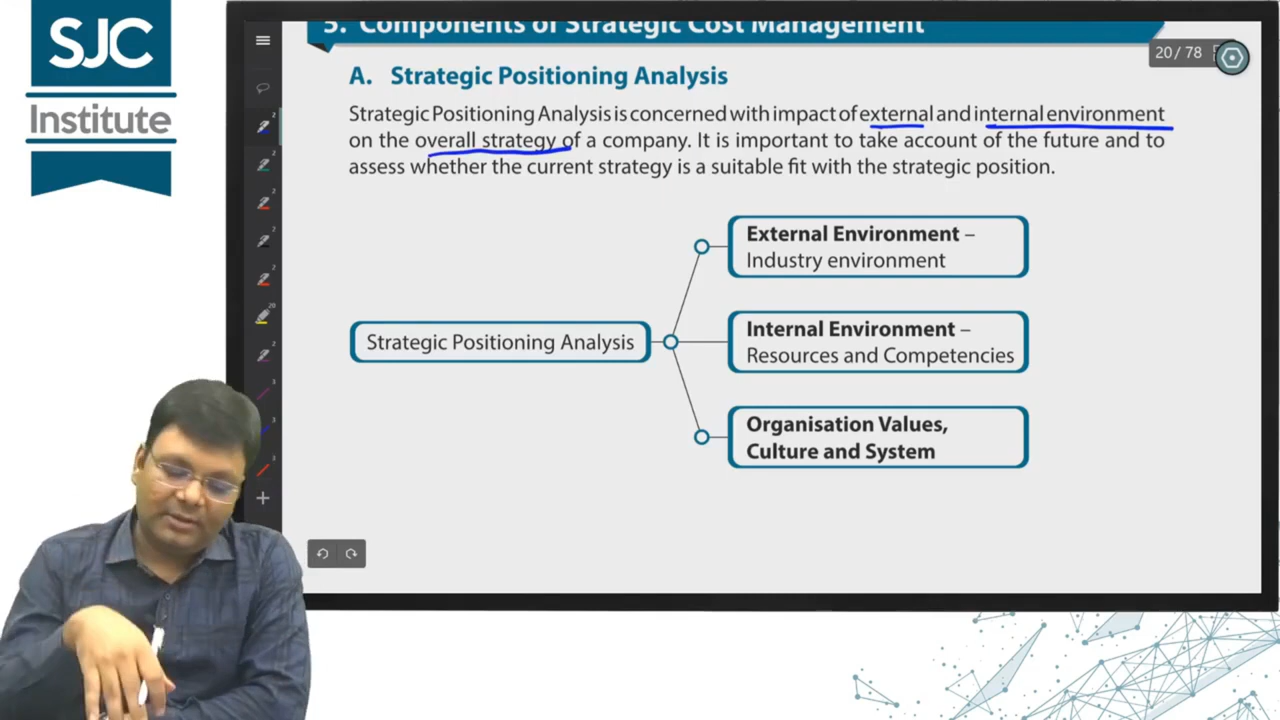 SJC
Institute
5. Components of Strategic Cost Management
20 / 78
A. Strategic Positioning Analysis
Strategic Positioning Analysis is concerned with impact of external and internal environment
on the overall strategy of a company. It is important to take account of the future and to
assess whether the current strategy is a suitable fit with the strategic position.
External Environment –
Industry environment
Strategic Positioning Analysis
Internal Environment –
Resources and Competencies
Organisation Values,
Culture and System